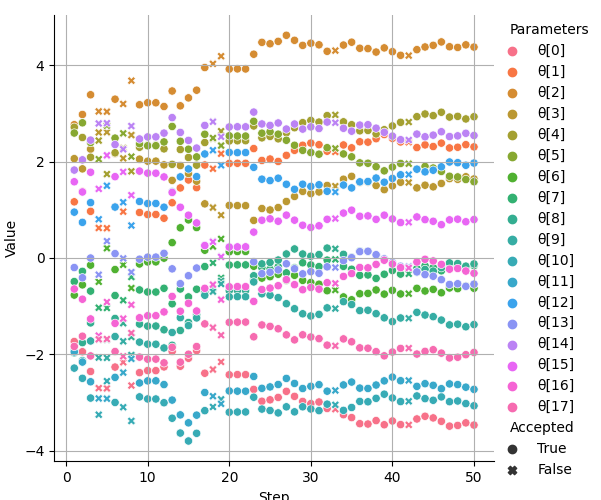 Parameters
θ[0]
θ[1]
θ[2]
θ[3]
θ[4]
θ[5]
θ[6]
θ[7]
θ[8]
θ[9]
θ[10]
θ[11]
θ[12]
θ[13]
θ[14]
θ[15]
θ[16]
θ[17]
Accepted
True
False
Value
4
2
0
−2
−4
0
10
20
30
40
50
Step